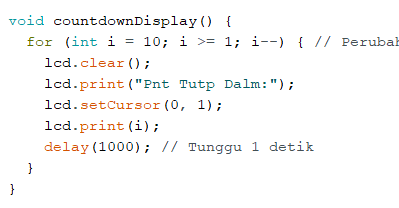 void countdownDisplay() {
  for (int i = 10; i >= 1; i--) { // Perubah
    lcd.clear();
    lcd.print("Pnt Tutp Dalm:");
    lcd.setCursor(0, 1);
    lcd.print(i);
    delay(1000); // Tunggu 1 detik
  }
}